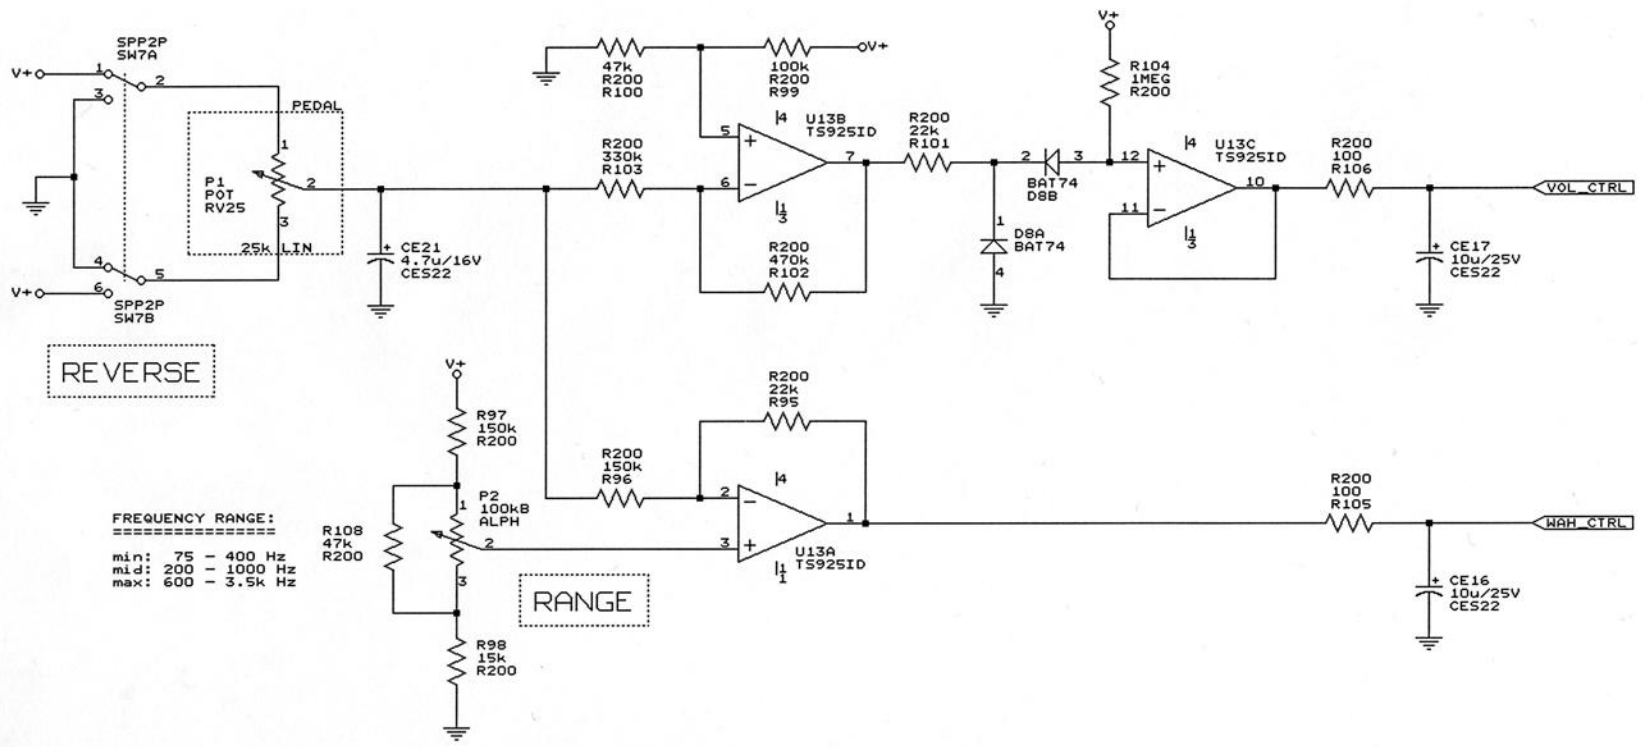 SPP2P
SW7A
V+
1
2
3
PEDAL
1
P1
POT
RV25
2
3
25k LIN
4
5
V+
6
SPP2P
SW7B
REVERSE
+
CE21
4.7u/16V
CES22
47k
R200
R100
100k
R200
R99
V+
R200
330k
R103
5
+
6
-
4
U13B
TS925ID
7
13
R200
470k
R102
R200
22k
R101
2
3
BAT74
D8B
1
D8A
BAT74
4
V+
R104
1MEG
R200
12
+
11
-
4
U13C
TS925ID
10
13
R200
100
R106
VOL_CTRL
+
CE17
10u/25V
CES22
V+
R97
150k
R200
1
P2
100kB
ALPH
2
3
R108
47k
R200
R98
15k
R200
RANGE
FREQUENCY RANGE:
===============
min: 75 - 400 Hz
mid: 200 - 1000 Hz
max: 600 - 3.5k Hz
R200
150k
R96
R200
22k
R95
2
-
3
+
4
1
U13A
TS925ID
11
R200
100
R105
WAH_CTRL
+
CE16
10u/25V
CES22